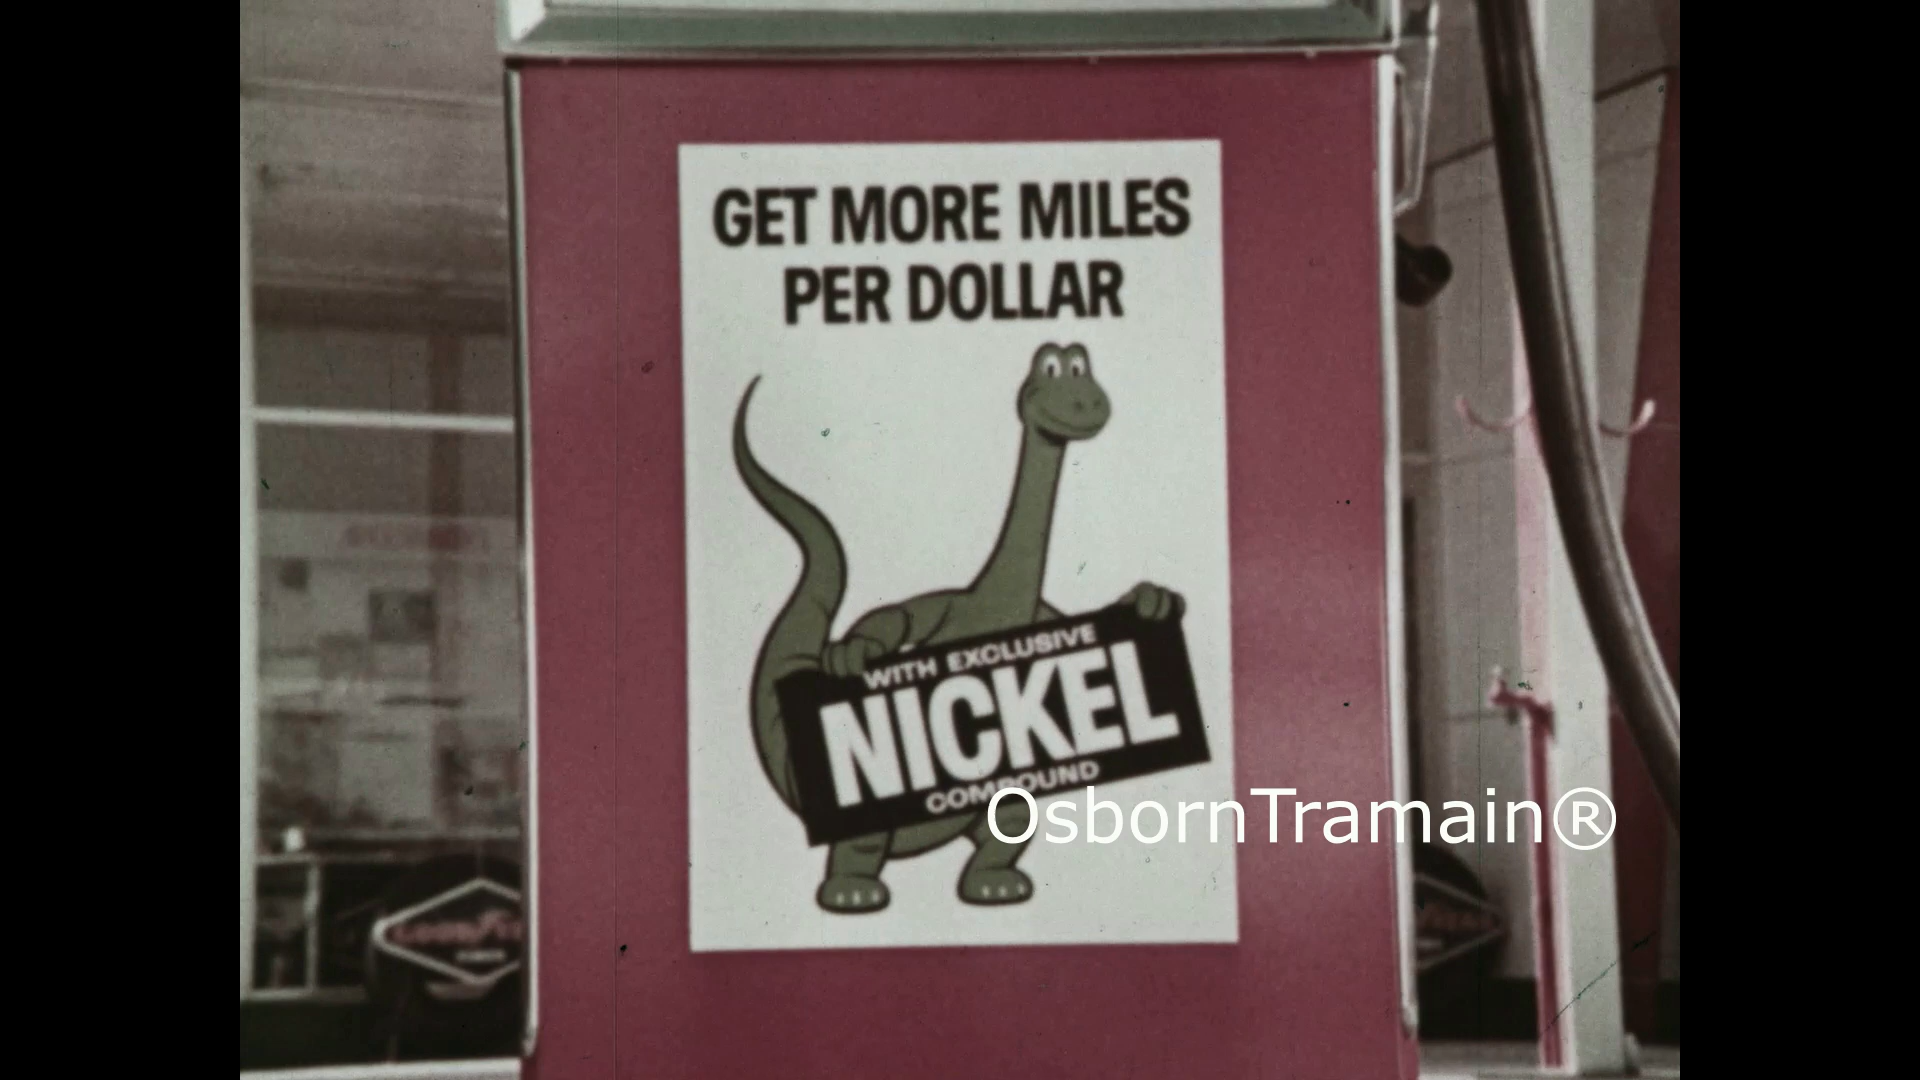 GET MORE MILES
PER DOLLAR
WITH EXCLUSIVE
NICKEL
COMPOUND
OsbornTramain®